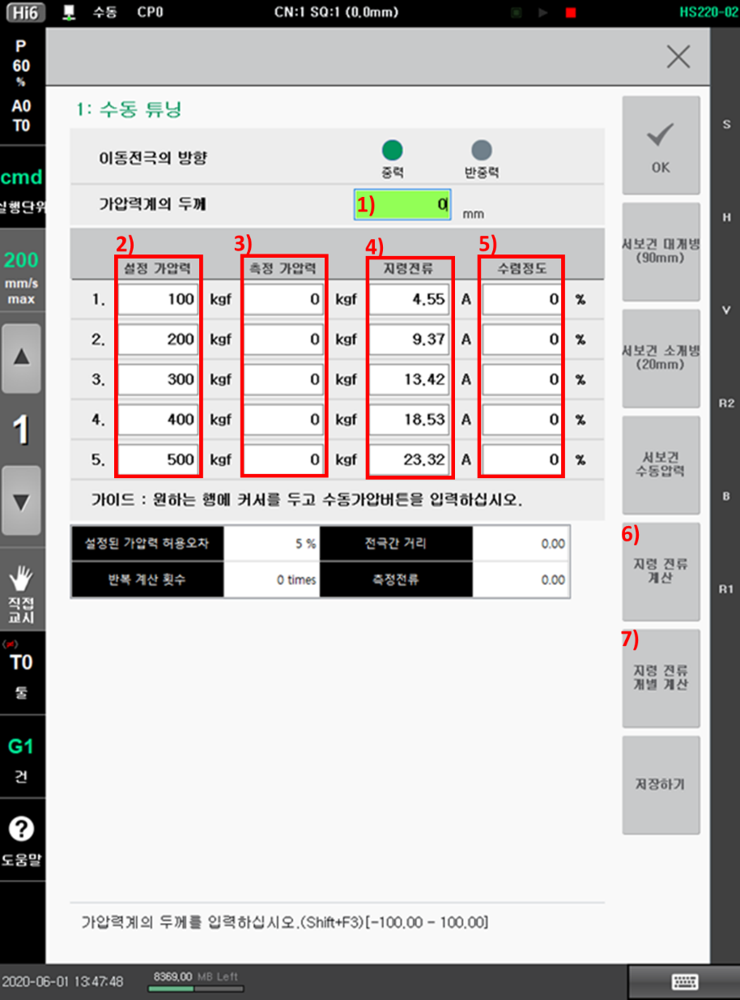 Hi6 수동 CP0 CN:1 SQ:1 (0.0mm) HS220-02
P
60
%
A0
T0
cmd
실행단위
200
mm/s
max
▲
1
▼
직접
교시
T0
툴
G1
건
?
도움말
1: 수동 튜닝
이동전극의 방향
중력 반중력
가압력계의 두께 1) 0 mm
2) 3) 4) 5)
설정 가압력 측정 가압력 지령전류 수렴정도
1. 100 kgf 0 kgf 4.55 A 0 %
2. 200 kgf 0 kgf 9.37 A 0 %
3. 300 kgf 0 kgf 13.42 A 0 %
4. 400 kgf 0 kgf 18.53 A 0 %
5. 500 kgf 0 kgf 23.32 A 0 %
가이드 : 원하는 행에 커서를 두고 수동가압버튼을 입력하십시오.
설정된 가압력 허용오차 5 % 전극간 거리 0.00
반복 계산 횟수 0 times 측정전류 0.00
가압력계의 두께를 입력하십시오.(Shift+F3)[-100.00 - 100.00]
OK
서보건 대개방
(90mm)
서보건 소개방
(20mm)
서보건
수동압력
6)
지령 전류
계산
7)
지령 전류
개별 계산
저장하기
S
H
V
R2
B
R1
2020-06-01 13:47:48 8369.00 MB Left